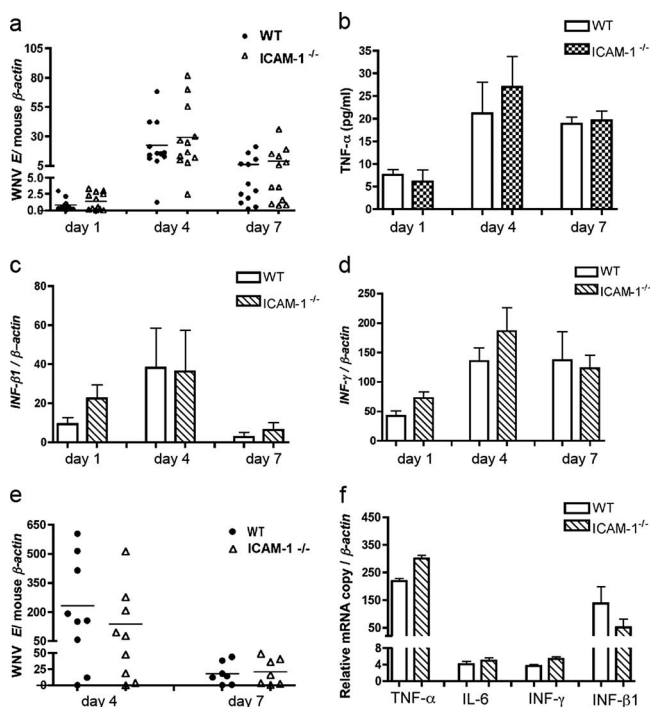 a
WNV E/ mouse β-actin
105
80
55
30
5
5.0
2.5
0.0
WT
ICAM-1 -/-
day 1
day 4
day 7
b
TNF-α (pg/ml)
35
30
25
20
15
10
5
0
WT
ICAM-1 -/-
day 1
day 4
day 7
c
INF-β1 / β-actin
80
60
40
20
0
WT
ICAM-1 -/-
day 1
day 4
day 7
d
INF-γ / β-actin
250
200
150
100
50
0
WT
ICAM-1-/-
day 1
day 4
day 7
e
WNV E/ mouse β-actin
650
500
350
200
50
50
25
0
WT
ICAM-1 -/-
day 4
day 7
f
Relative mRNA copy / β-actin
450
350
250
150
50
8
4
0
WT
ICAM-1-/-
TNF-α
IL-6
INF-γ
INF-β1